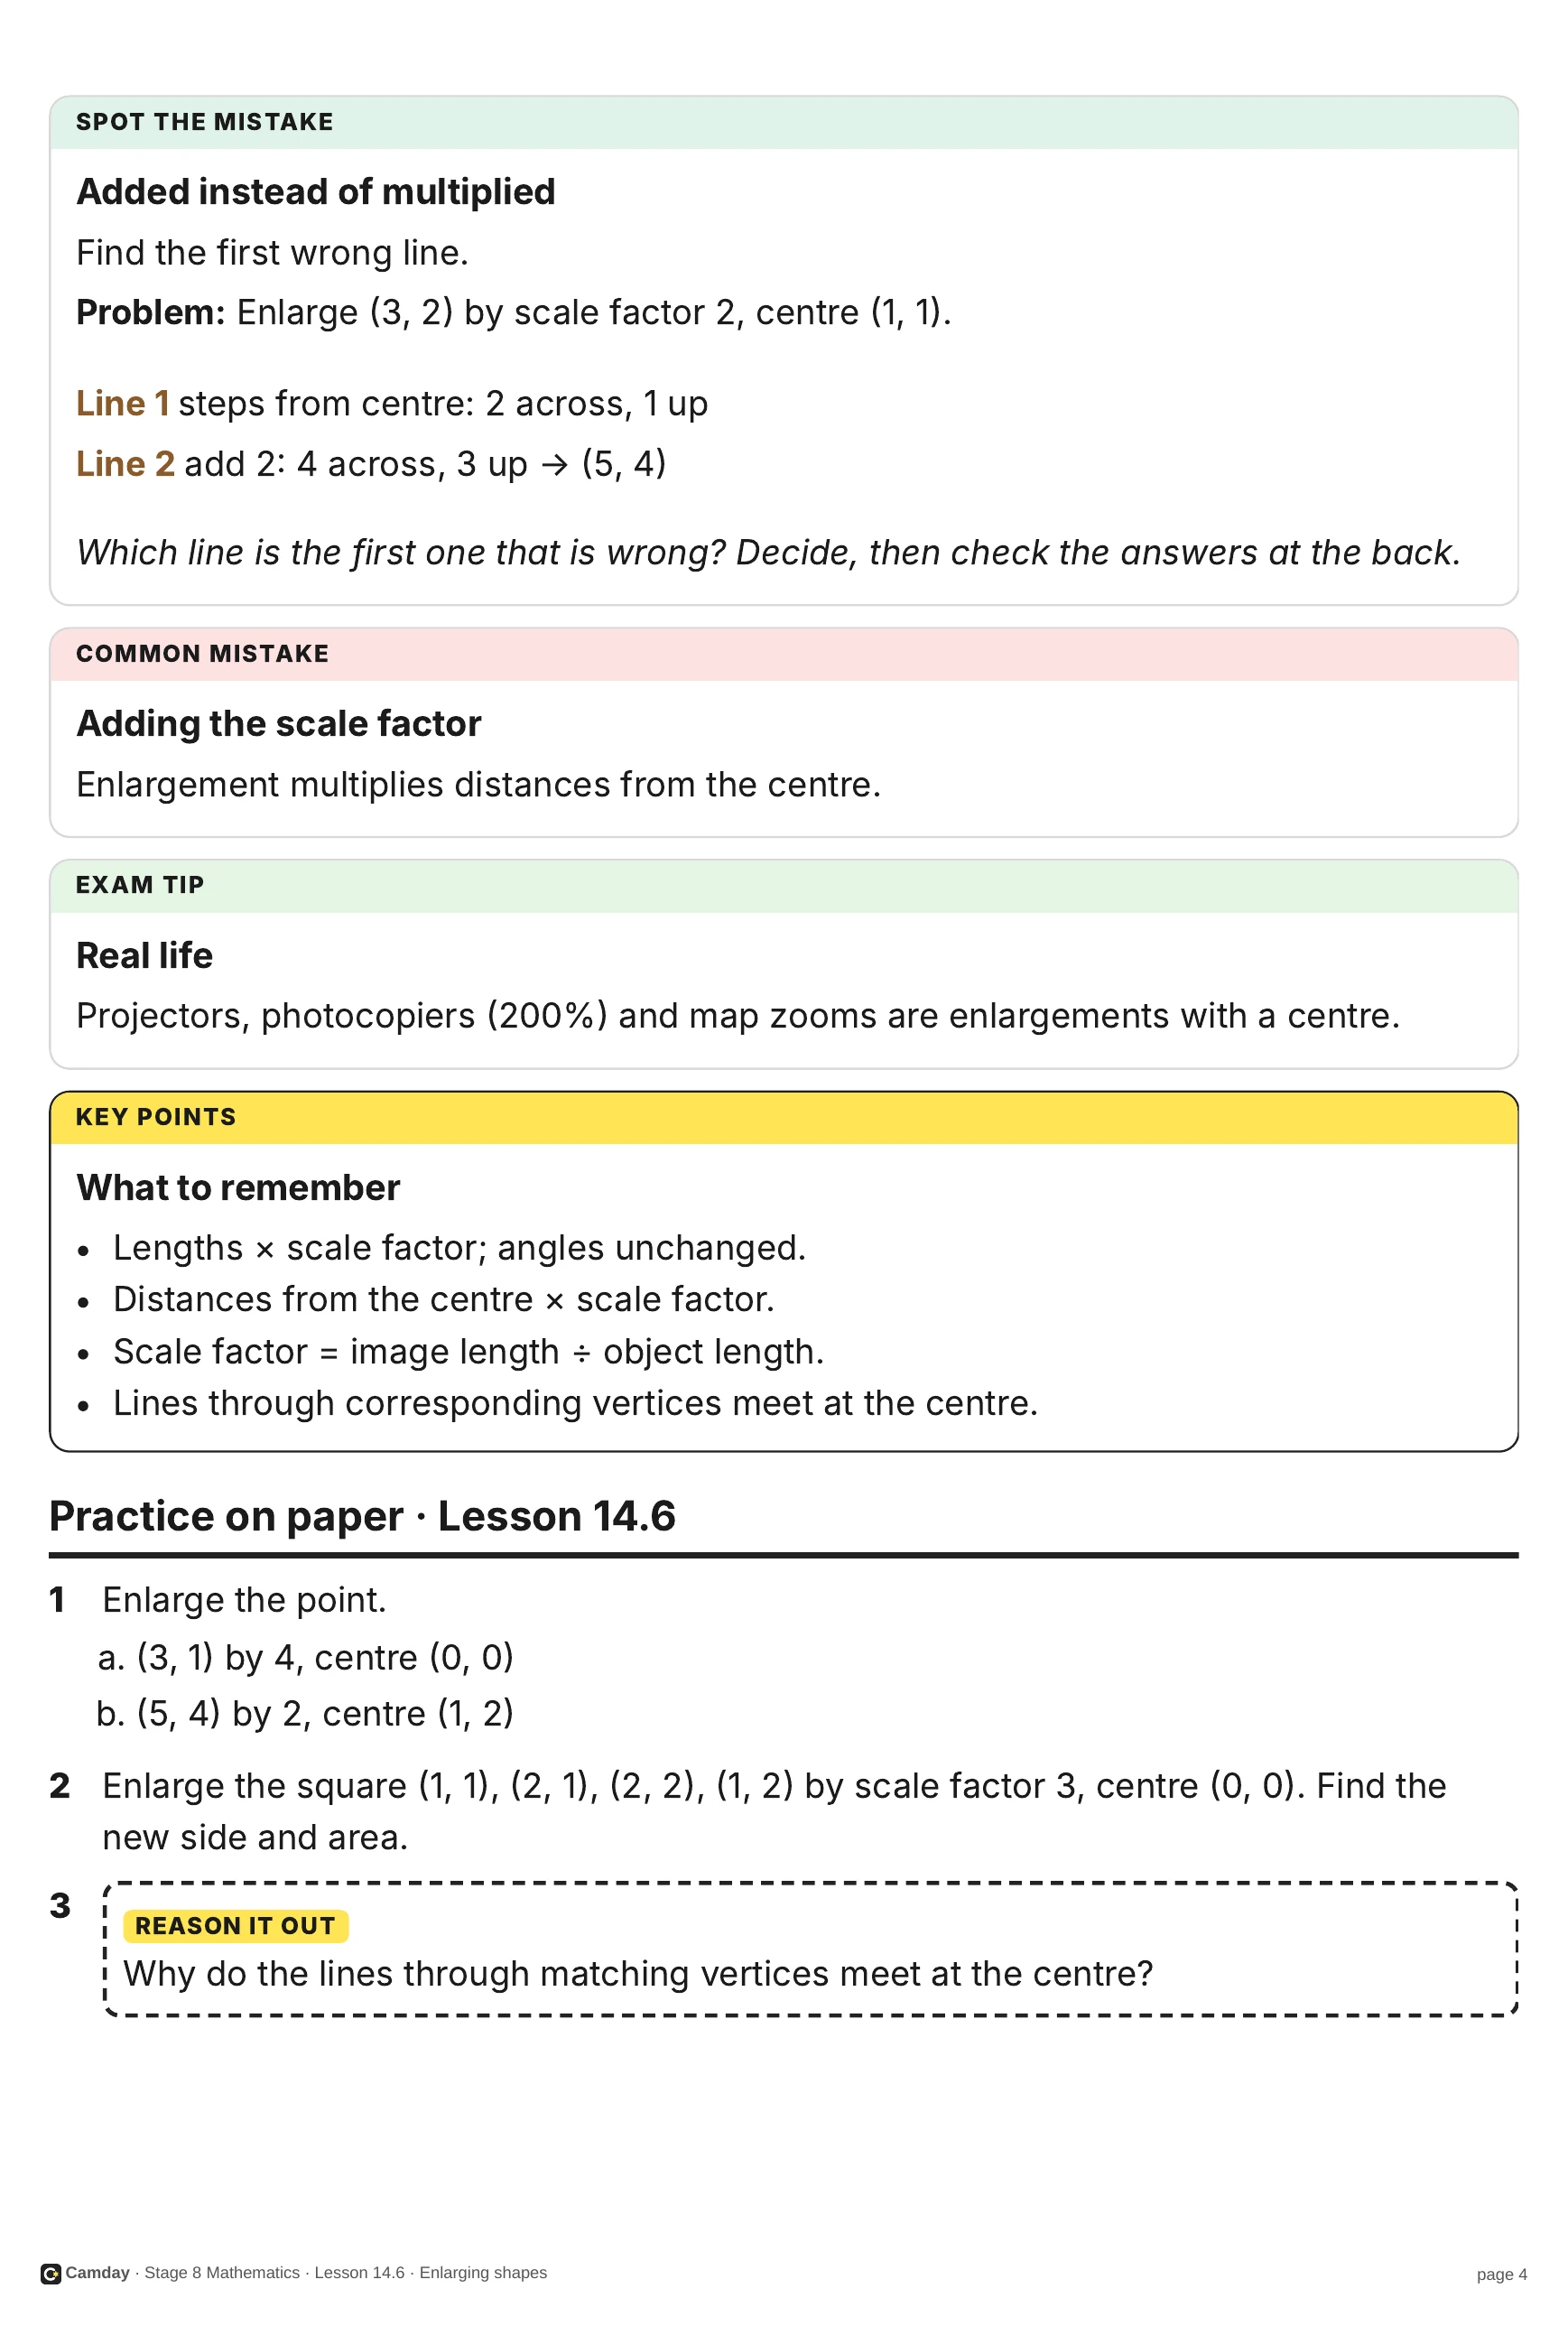 SPOT THE MISTAKE
Added instead of multiplied
Find the first wrong line.
Problem: Enlarge (3, 2) by scale factor 2, centre (1, 1).
Line 1 steps from centre: 2 across, 1 up
Line 2 add 2: 4 across, 3 up → (5, 4)
Which line is the first one that is wrong? Decide, then check the answers at the back.
COMMON MISTAKE
Adding the scale factor
Enlargement multiplies distances from the centre.
EXAM TIP
Real life
Projectors, photocopiers (200%) and map zooms are enlargements with a centre.
KEY POINTS
What to remember
• Lengths × scale factor; angles unchanged.
• Distances from the centre × scale factor.
• Scale factor = image length ÷ object length.
• Lines through corresponding vertices meet at the centre.
Practice on paper · Lesson 14.6
1 Enlarge the point.
a. (3, 1) by 4, centre (0, 0)
b. (5, 4) by 2, centre (1, 2)
2 Enlarge the square (1, 1), (2, 1), (2, 2), (1, 2) by scale factor 3, centre (0, 0). Find the
new side and area.
3 REASON IT OUT
Why do the lines through matching vertices meet at the centre?
Camday · Stage 8 Mathematics · Lesson 14.6 · Enlarging shapes
page 4